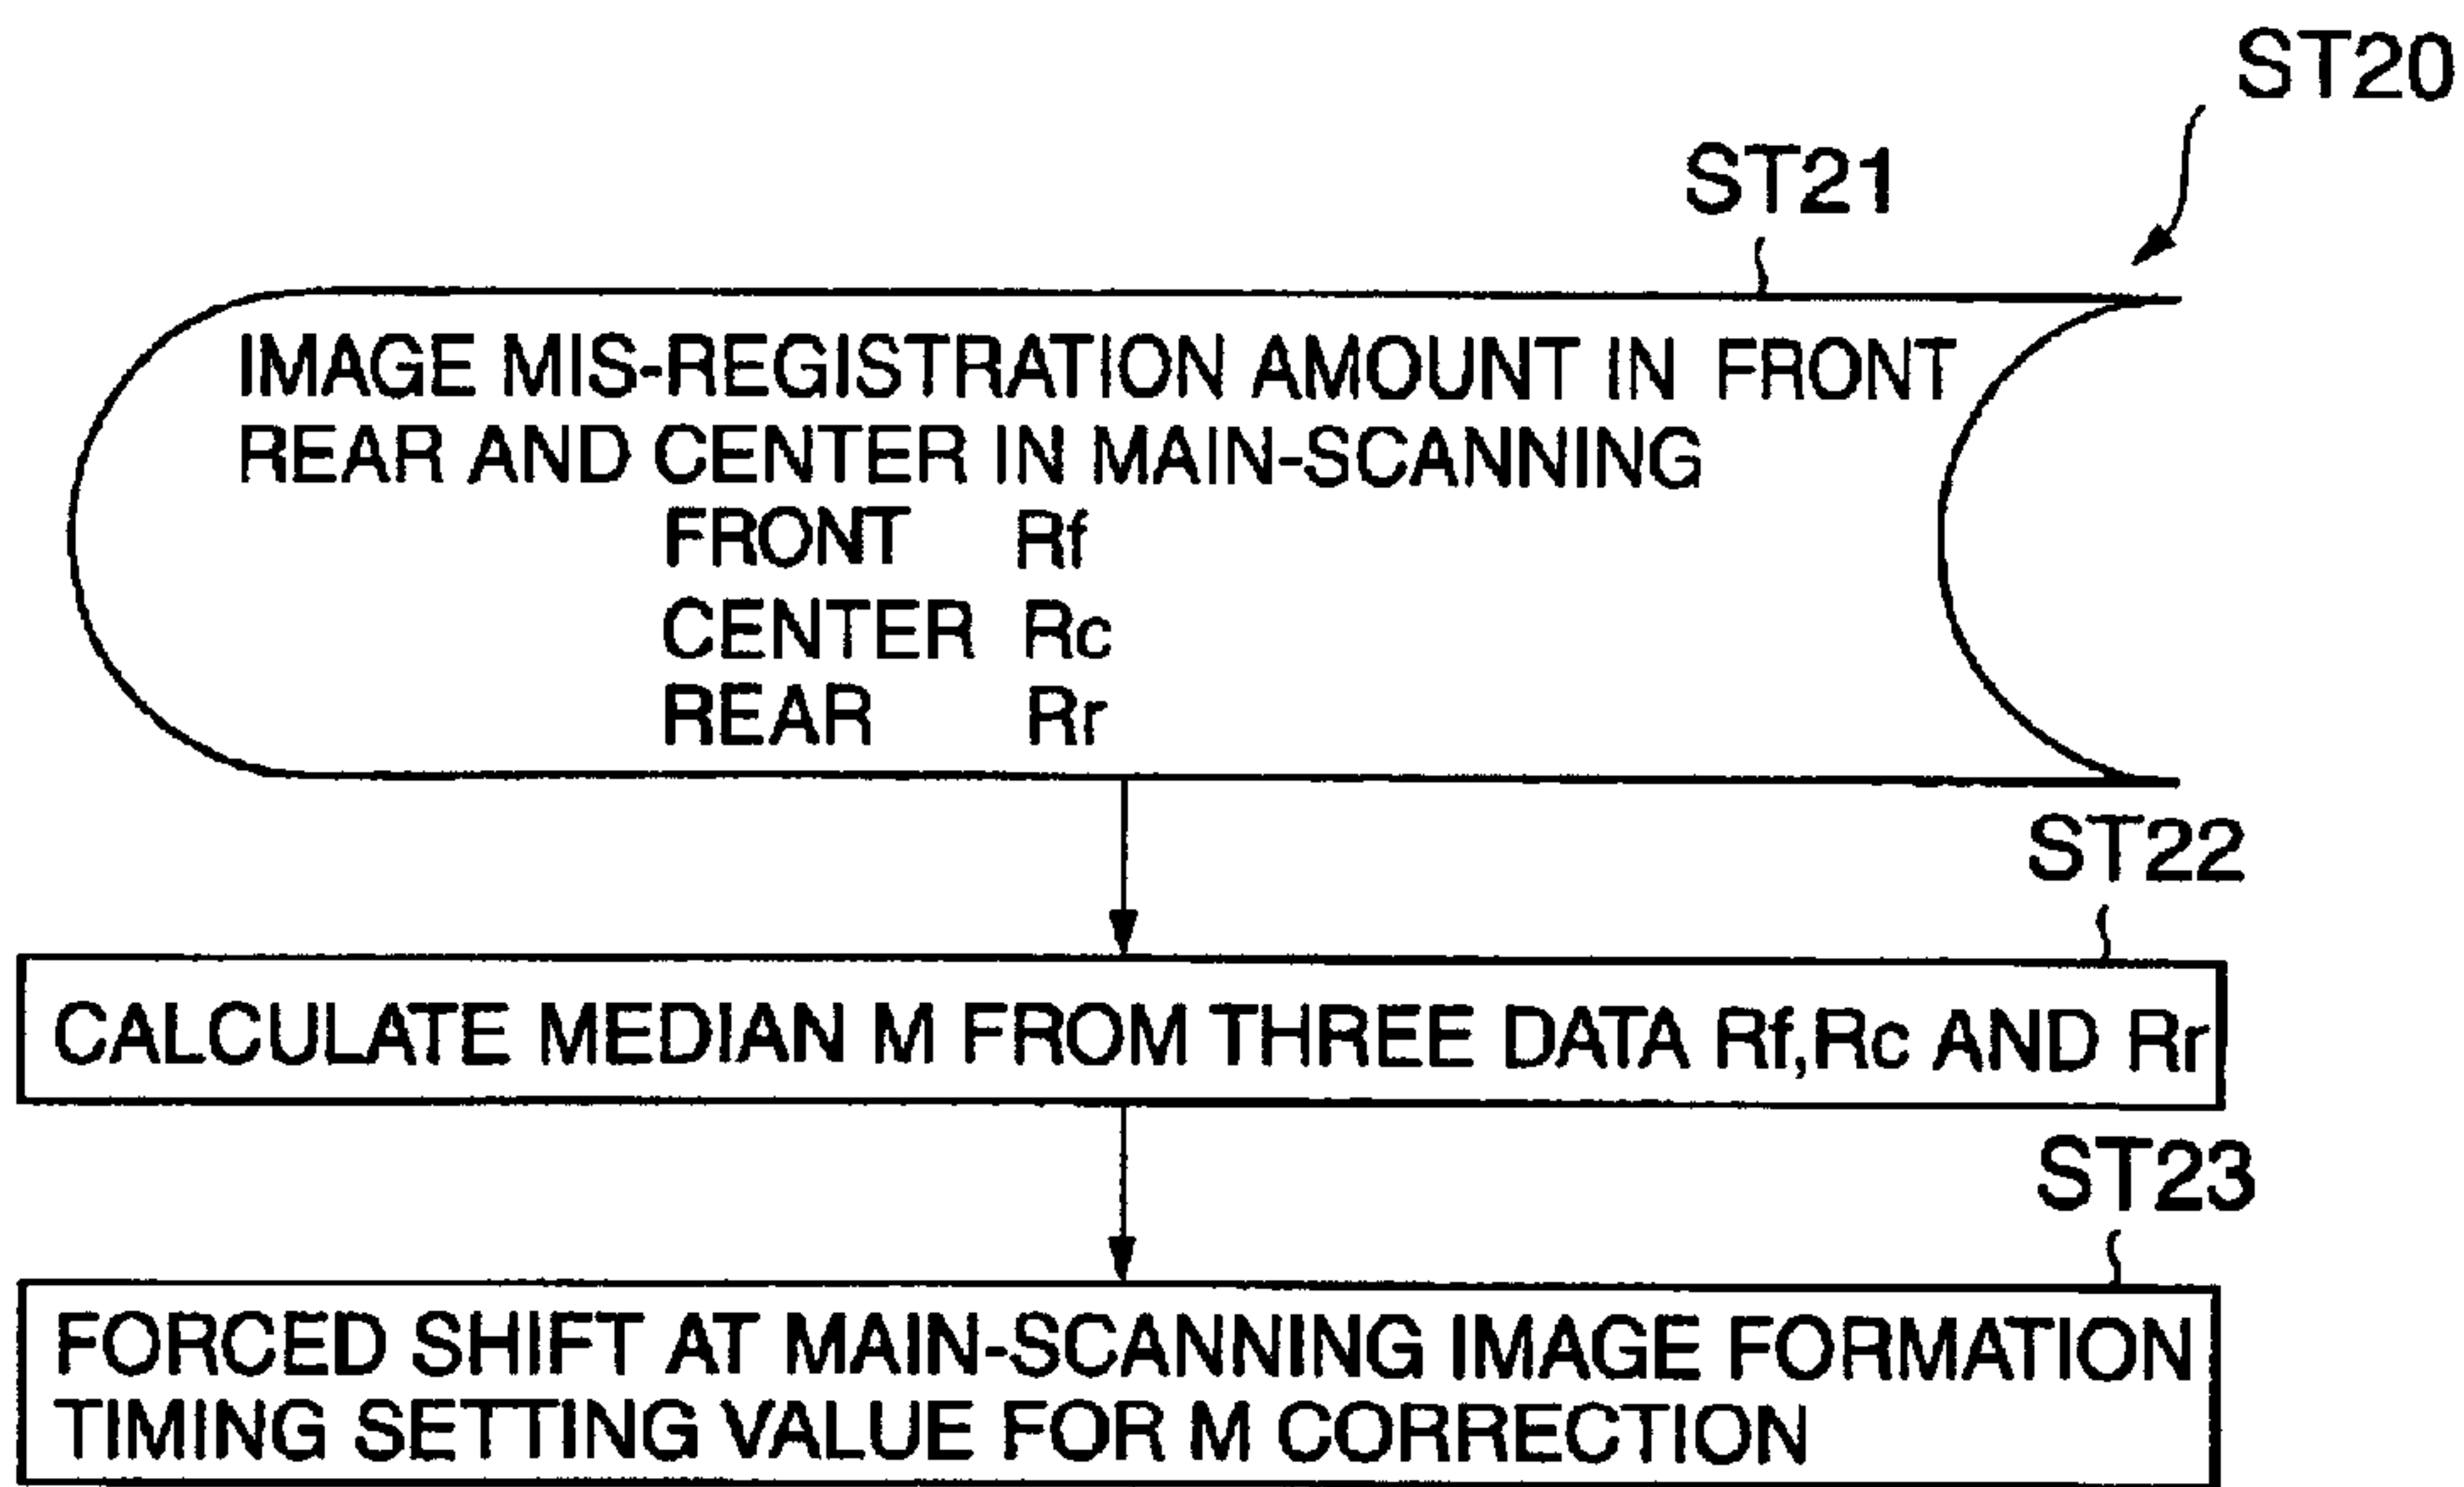 ST20
ST21
IMAGE MIS-REGISTRATION AMOUNT IN FRONT
REAR AND CENTER IN MAIN-SCANNING
FRONT Rf
CENTER Rc
REAR Rr
ST22
CALCULATE MEDIAN M FROM THREE DATA Rf,Rc AND Rr
ST23
FORCED SHIFT AT MAIN-SCANNING IMAGE FORMATION
TIMING SETTING VALUE FOR M CORRECTION